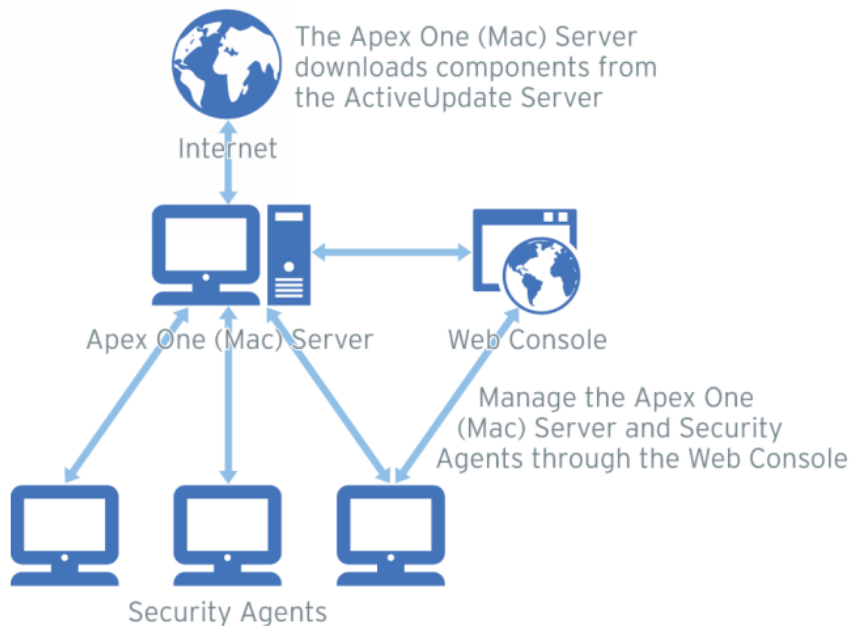 The Apex One (Mac) Server
downloads components from
the ActiveUpdate Server
Internet
Apex One (Mac) Server
Web Console
Manage the Apex One
(Mac) Server and Security
Agents through the Web Console
Security Agents